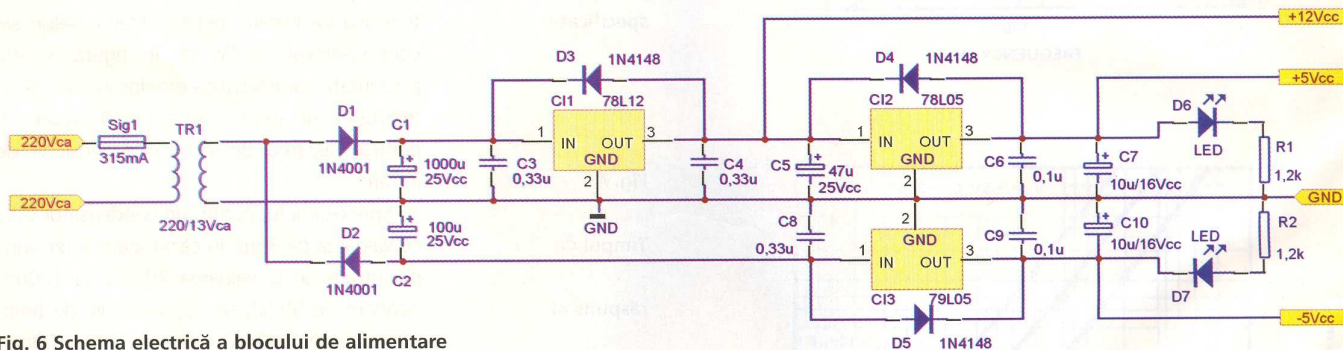 +12Vcc
D3 1N4148
D4 1N4148
+5Vcc
D1
C1
CI1 78L12
CI2 78L05
D6
220Vca
Sig1
TR1
1 IN OUT 3
1 IN OUT 3
315mA
1N4001
1000u
25Vcc
C3
0,33u
GND
2
C4
0,33u
C5
47u
25Vcc
GND
2
C6
0,1u
C7
10u/16Vcc
LED
R1
1,2k
220Vca
GND
GND
220/13Vca
D2
100u
25Vcc
C8
0,33u
2
GND
C9
0,1u
C10
10u/16Vcc
LED
R2
1,2k
1N4001
C2
1 IN OUT 3
CI3 79L05
D7
-5Vcc
D5 1N4148
Fig. 6 Schema electrică a blocului de alimentare